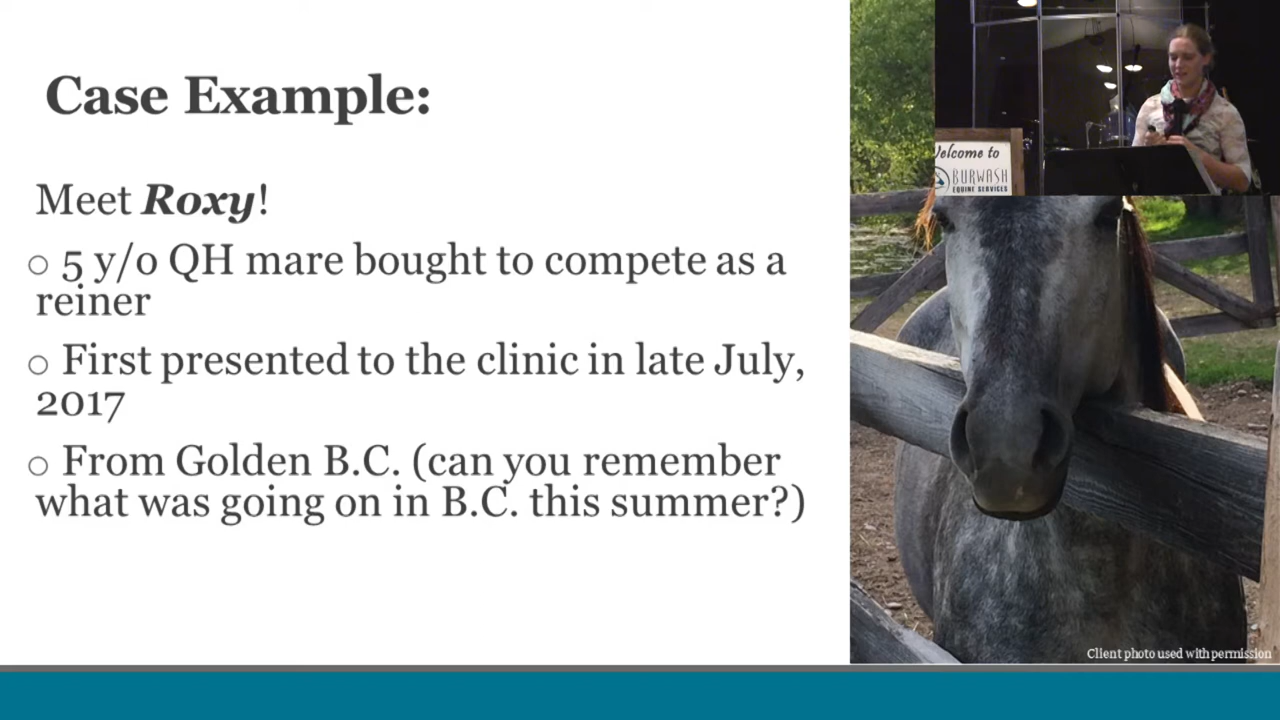 Case Example:
Meet Roxy!
○ 5 y/o QH mare bought to compete as a
reiner
○ First presented to the clinic in late July,
2017
○ From Golden B.C. (can you remember
what was going on in B.C. this summer?)
Welcome to
BURWASH
EQUINE SERVICES
Client photo used with permission